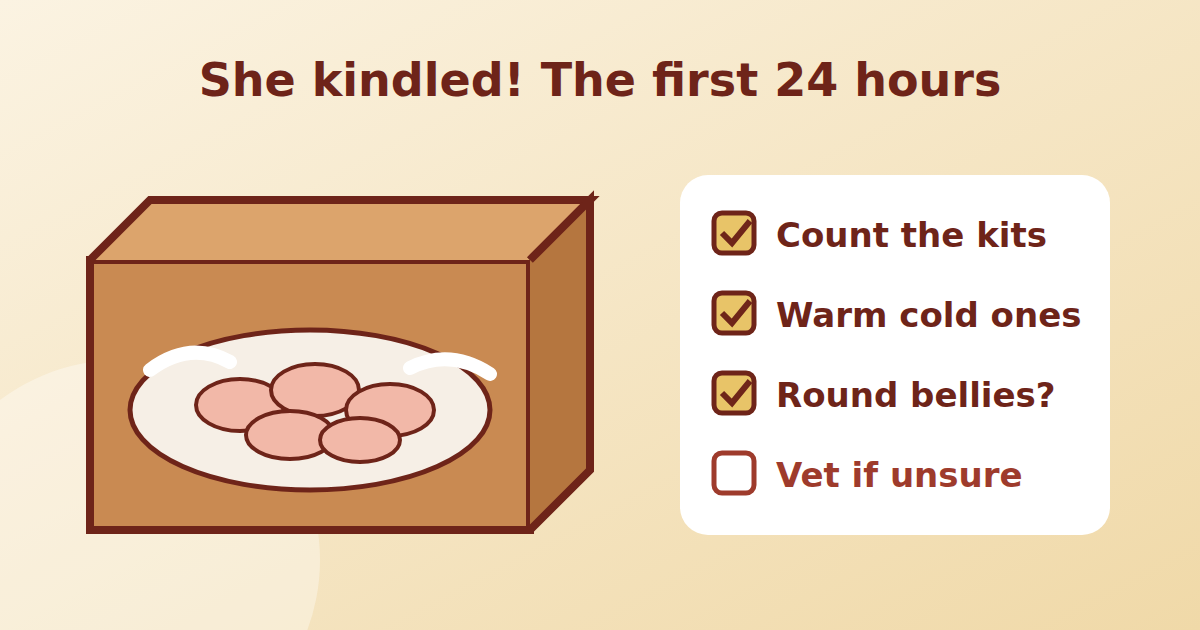 She kindled! The first 24 hours
Count the kits
Warm cold ones
Round bellies?
Vet if unsure